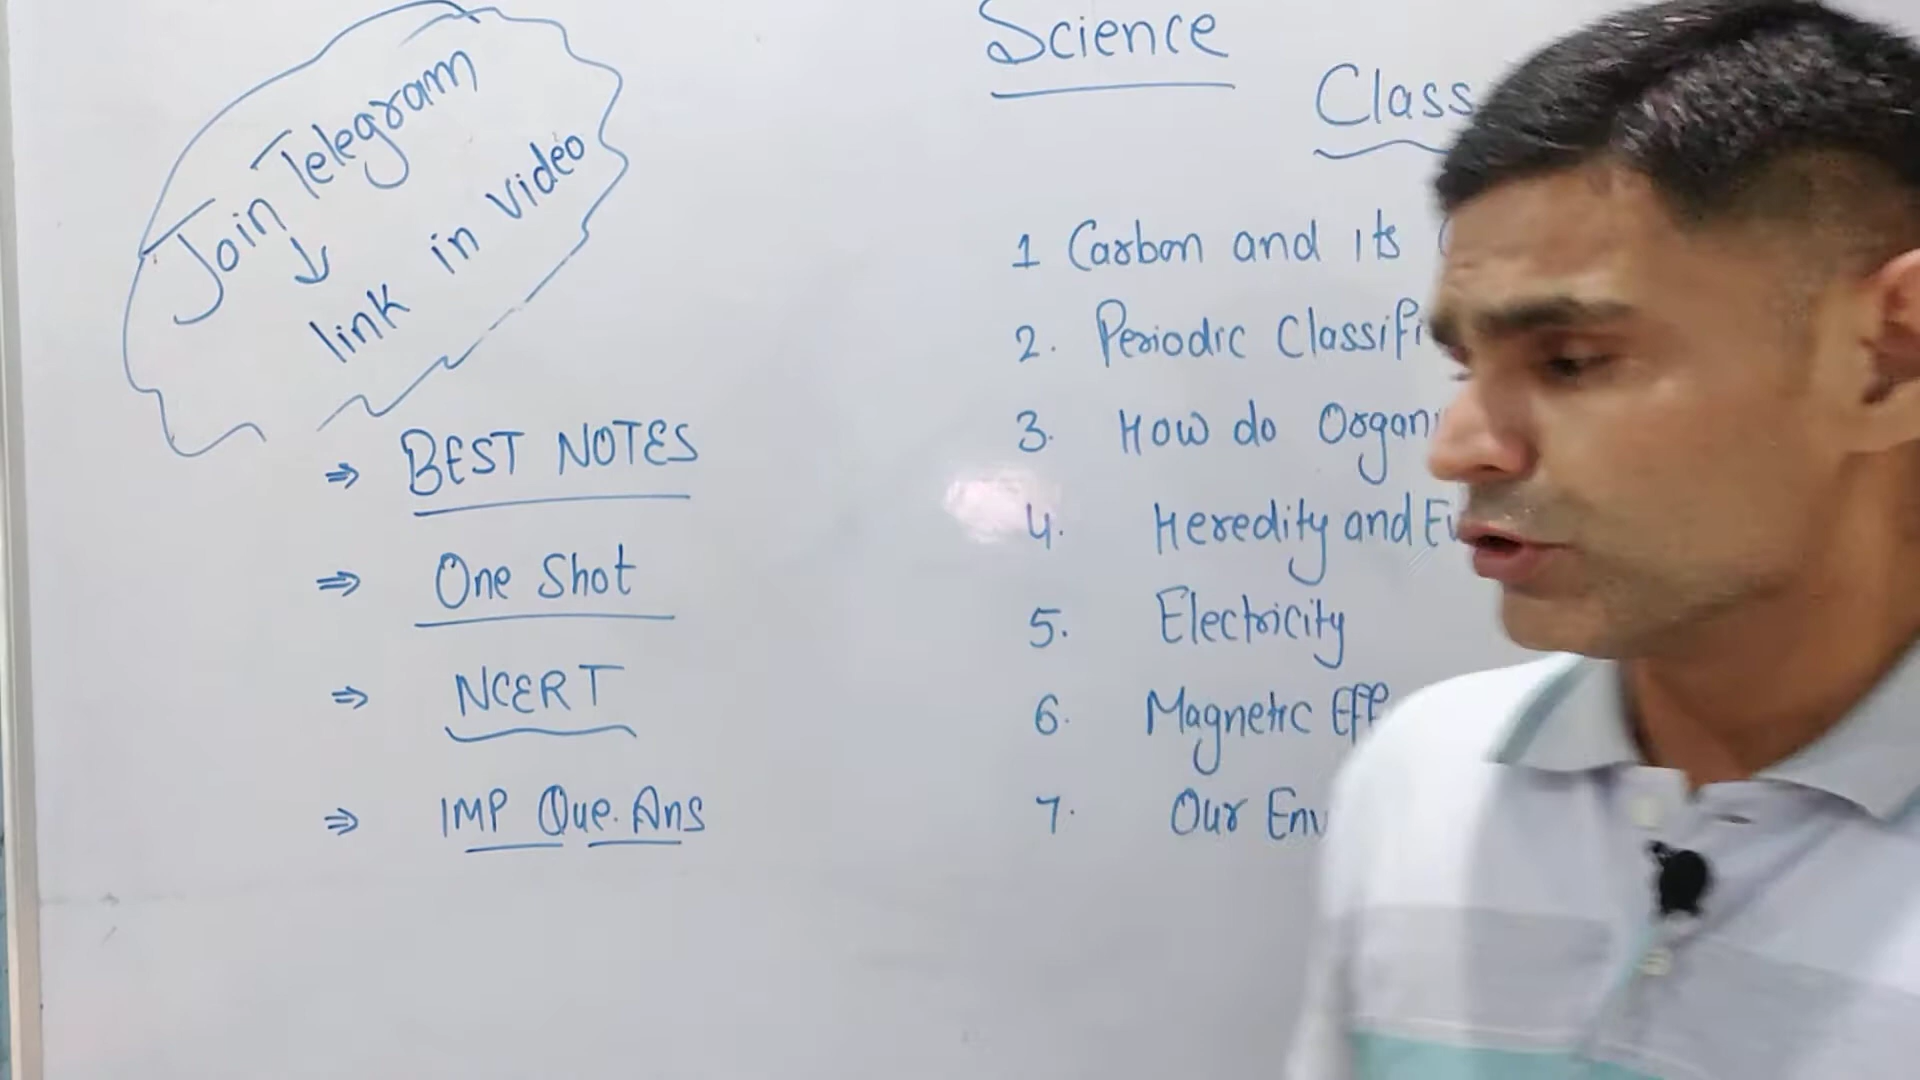 Join Telegram
link in video
⇒ BEST NOTES
⇒ One Shot
⇒ NCERT
⇒ IMP Que. Ans
Science
Class
1 Carbon and its
2. Periodic Classifi
3. How do Organi
4. Heredity and Ev
5. Electricity
6. Magnetic Eff
7. Our Env